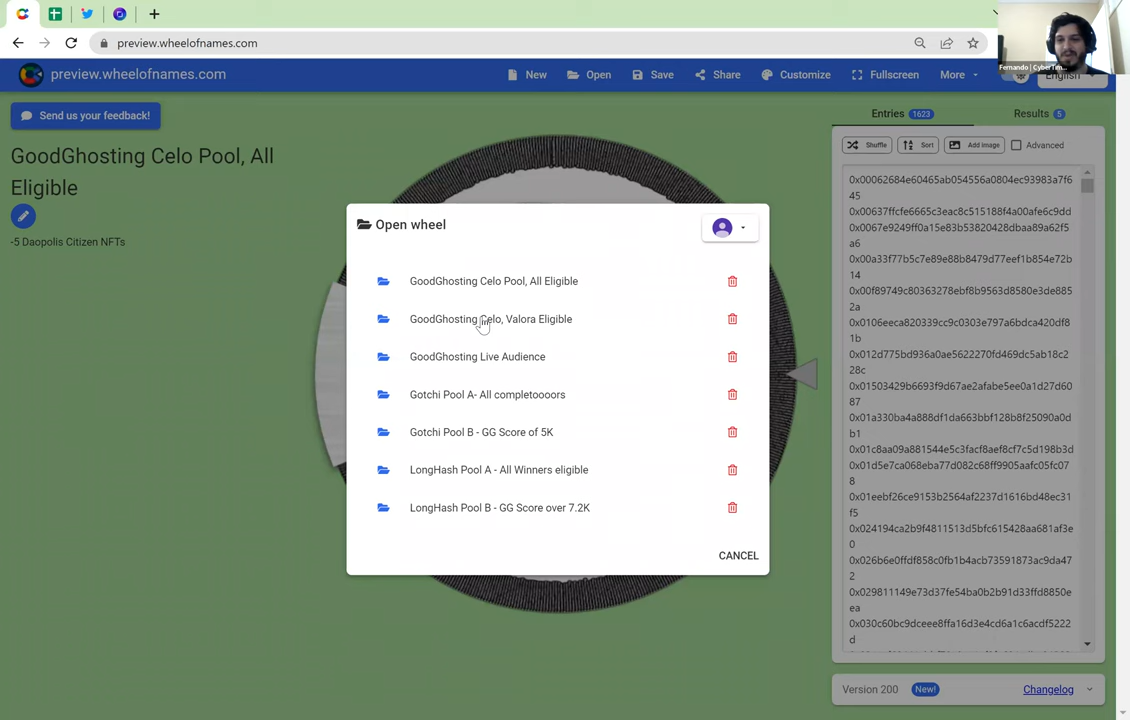 preview.wheelofnames.com
Fernando | CyberTim...
preview.wheelofnames.com
New
Open
Save
Share
Customize
Fullscreen
More
English
Send us your feedback!
GoodGhosting Celo Pool, All
Eligible
-5 Daopolis Citizen NFTs
Open wheel
GoodGhosting Celo Pool, All Eligible
GoodGhosting Celo, Valora Eligible
GoodGhosting Live Audience
Gotchi Pool A- All completoooors
Gotchi Pool B - GG Score of 5K
LongHash Pool A - All Winners eligible
LongHash Pool B - GG Score over 7.2K
CANCEL
Entries 1623
Results 5
Shuffle
Sort
Add Image
Advanced
0x00062684e60465ab054556a0804ec93983a7f6
45
0x00637ffcfe6665c3eac8c515188f4a00afe6c9dd
0x0067e9249ff0a15e83b53820428dbaa89a62f5
a6
0x00a33f77b5c7e89e88b8479d77eef1b854e72b
14
0x00f89749c80363278ebf8b9563d8580e3de885
2a
0x0106eeca820339cc9c0303e797a6bdca420df8
1b
0x012d775bd936a0ae5622270fd469dc5ab18c2
28c
0x01503429b6693f9d67ae2afabe5ee0a1d27d60
87
0x01a330ba4a888df1da663bbf128b8f25090a0d
b1
0x01c8aa09a881544e5c3facf8aef8cf7c5d198b3d
0x01d5e7ca068eba77d082c68ff9905aafc05fc07
8
0x01eebf26ce9153b2564af2237d1616bd48ec31
f5
0x024194ca2b9f4811513d5bfc615428aa681af3e
0
0x026b6e0ffdf858c0fb1b4acb73591873ac9da47
2
0x029811149e73d37fe54ba0b2b91d33ffd8850e
ea
0x030c60bc9dceee8ffa16d3e4cd6a1c6acdf5222
d
Version 200
New!
Changelog